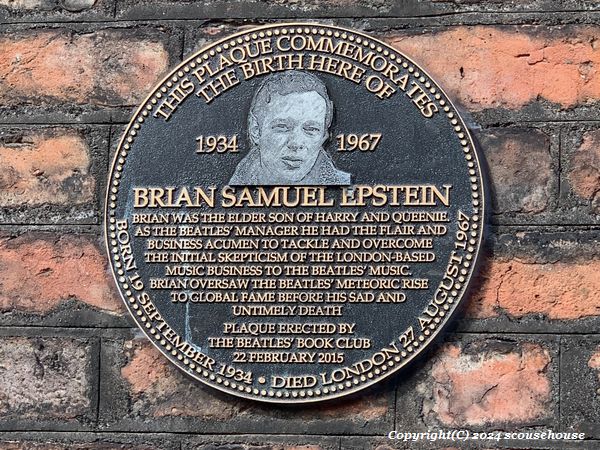 THIS PLAQUE COMMEMORATES
THE BIRTH HERE OF
1934 1967
BRIAN SAMUEL EPSTEIN
BRIAN WAS THE ELDER SON OF HARRY AND QUEENIE.
AS THE BEATLES' MANAGER HE HAD THE FLAIR AND
BUSINESS ACUMEN TO TACKLE AND OVERCOME
THE INITIAL SKEPTICISM OF THE LONDON-BASED
MUSIC BUSINESS TO THE BEATLES' MUSIC.
BRIAN OVERSAW THE BEATLES' METEORIC RISE
TO GLOBAL FAME BEFORE HIS SAD AND
UNTIMELY DEATH
PLAQUE ERECTED BY
THE BEATLES' BOOK CLUB
22 FEBRUARY 2015
BORN 19 SEPTEMBER 1934 • DIED LONDON 27 AUGUST 1967
Copyright(C) 2024 scousehouse